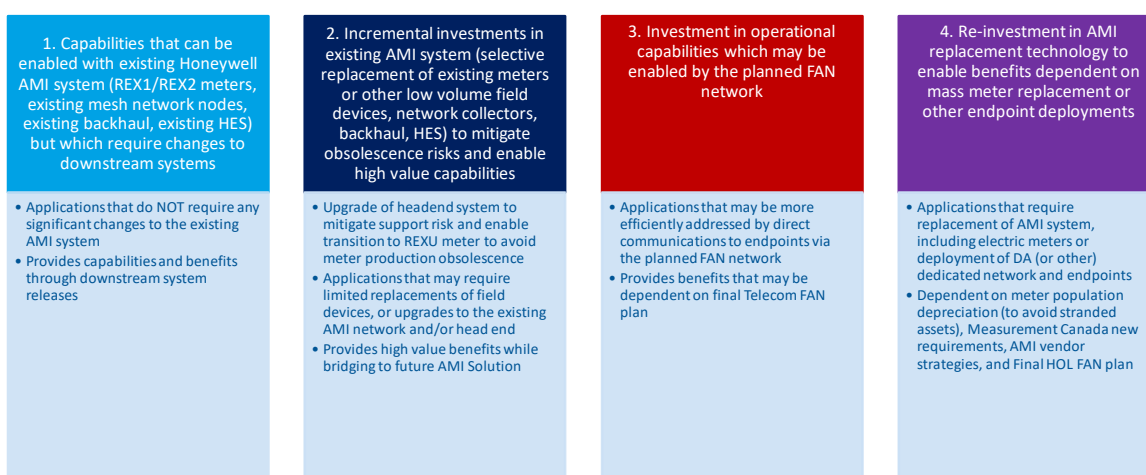 1. Capabilities that can be
enabled with existing Honeywell
AMI system (REX1/REX2 meters,
existing mesh network nodes,
existing backhaul, existing HES)
but which require changes to
downstream systems
• Applications that do NOT require any
significant changes to the existing
AMI system
• Provides capabilities and benefits
through downstream system
releases
2. Incremental investments in
existing AMI system (selective
replacement of existing meters
or other low volume field
devices, network collectors,
backhaul, HES) to mitigate
obsolescence risks and enable
high value capabilities
• Upgrade of headend system to
mitigate support risk and enable
transition to REXU meter to avoid
meter production obsolescence
• Applications that may require
limited replacements of field
devices, or upgrades to the existing
AMI network and/or head end
• Provides high value benefits while
bridging to future AMI Solution
3. Investment in operational
capabilities which may be
enabled by the planned FAN
network
• Applications that may be more
efficiently addressed by direct
communications to endpoints via
the planned FAN network
• Provides benefits that may be
dependent on final Telecom FAN
plan
4. Re-investment in AMI
replacement technology to
enable benefits dependent on
mass meter replacement or
other endpoint deployments
• Applications that require
replacement of AMI system,
including electric meters or
deployment of DA (or other)
dedicated network and endpoints
• Dependent on meter population
depreciation (to avoid stranded
assets), Measurement Canada new
requirements, AMI vendor
strategies, and Final HOL FAN plan